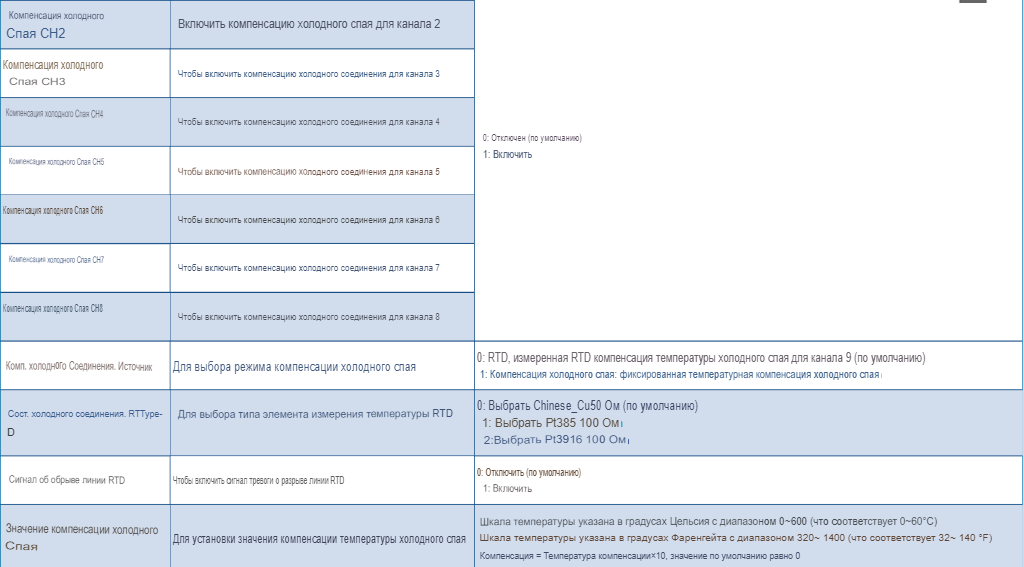 Компенсация холодного
Спая CH2
Включить компенсацию холодного спая для канала 2
Компенсация холодного
Спая CH3
Чтобы включить компенсацию холодного соединения для канала 3
Компенсация холодного Спая CH4
Чтобы включить компенсацию холодного соединения для канала 4
0: Отключен (по умолчанию)
1: Включить
Компенсация холодного Спая CH5
Чтобы включить компенсацию холодного соединения для канала 5
Компенсация холодного Спая CH6
Чтобы включить компенсацию холодного соединения для канала 6
Компенсация холодного Спая CH7
Чтобы включить компенсацию холодного соединения для канала 7
Компенсация холодного Спая CH8
Чтобы включить компенсацию холодного соединения для канала 8
Комп. холодного Соединения. Источник
Для выбора режима компенсации холодного спая
0: RTD, измеренная RTD компенсация температуры холодного спая для канала 9 (по умолчанию)
1: Компенсация холодного спая: фиксированная температурная компенсация холодного спая
Сост. холодного соединения. RTType-
D
Для выбора типа элемента измерения температуры RTD
0: Выбрать Chinese_Cu50 Ом (по умолчанию)
1: Выбрать Pt385 100 Ом
2:Выбрать Pt3916 100 Ом
Сигнал об обрыве линии RTD
Чтобы включить сигнал тревоги о разрыве линии RTD
0: Отключить (по умолчанию)
1: Включить
Значение компенсации холодного
Спая
Для установки значения компенсации температуры холодного спая
Шкала температуры указана в градусах Цельсия с диапазоном 0~600 (что соответствует 0~60°C)
Шкала температуры указана в градусах Фаренгейта с диапазоном 320~ 1400 (что соответствует 32~ 140 °F)
Компенсация = Температура компенсации×10, значение по умолчанию равно 0